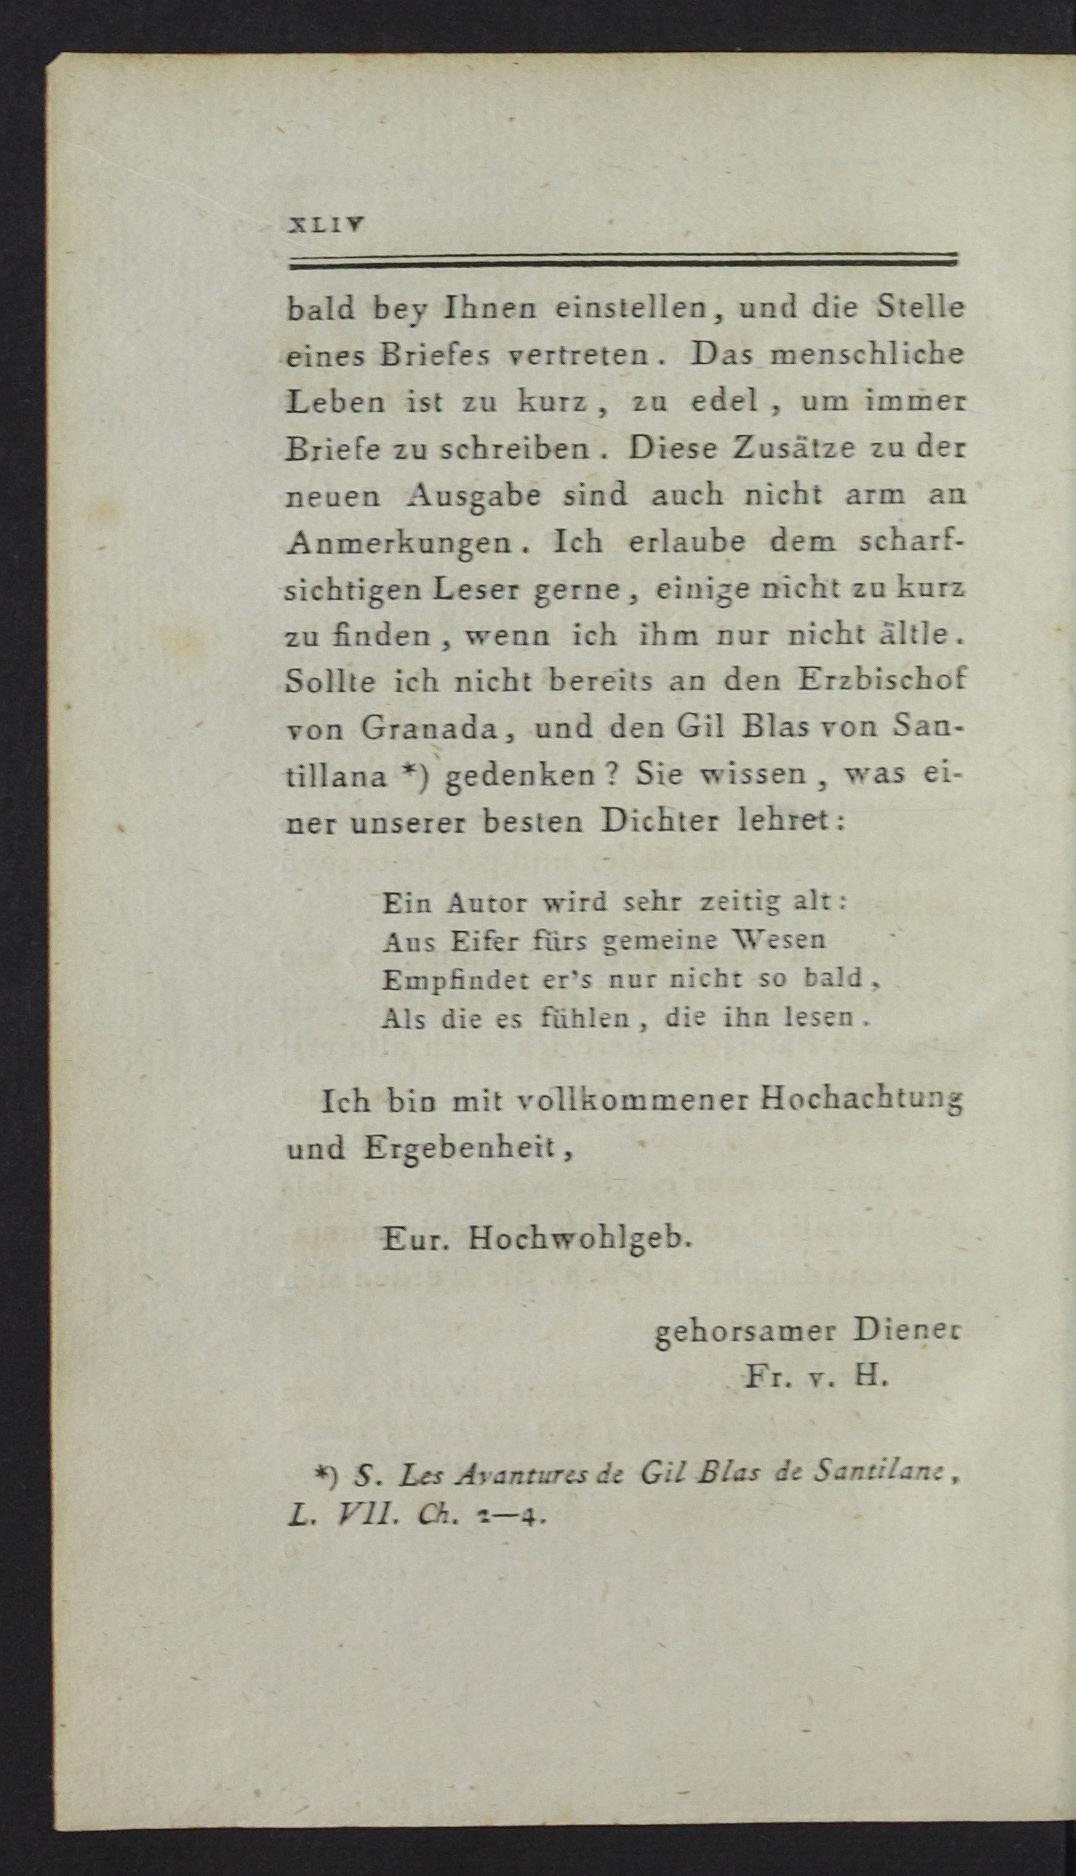 XLIV
bald bey Ihnen einstellen, und die Stelle
eines Briefes vertreten. Das menschliche
Leben ist zu kurz, zu edel, um immer
Briefe zu schreiben. Diese Zusätze zu der
neuen Ausgabe sind auch nicht arm an
Anmerkungen. Ich erlaube dem scharf-
sichtigen Leser gerne, einige nicht zu kurz
zu finden, wenn ich ihm nur nicht ältle.
Sollte ich nicht bereits an den Erzbischof
von Granada, und den Gil Blas von San-
tillana *) gedenken? Sie wissen, was ei-
ner unserer besten Dichter lehret:
Ein Autor wird sehr zeitig alt:
Aus Eifer fürs gemeine Wesen
Empfindet er's nur nicht so bald,
Als die es fühlen, die ihn lesen.
Ich bin mit vollkommener Hochachtung
und Ergebenheit,
Eur. Hochwohlgeb.
gehorsamer Diener
Fr. v. H.
*) S. Les Avantures de Gil Blas de Santilane,
L. VII. Ch. 2—4.